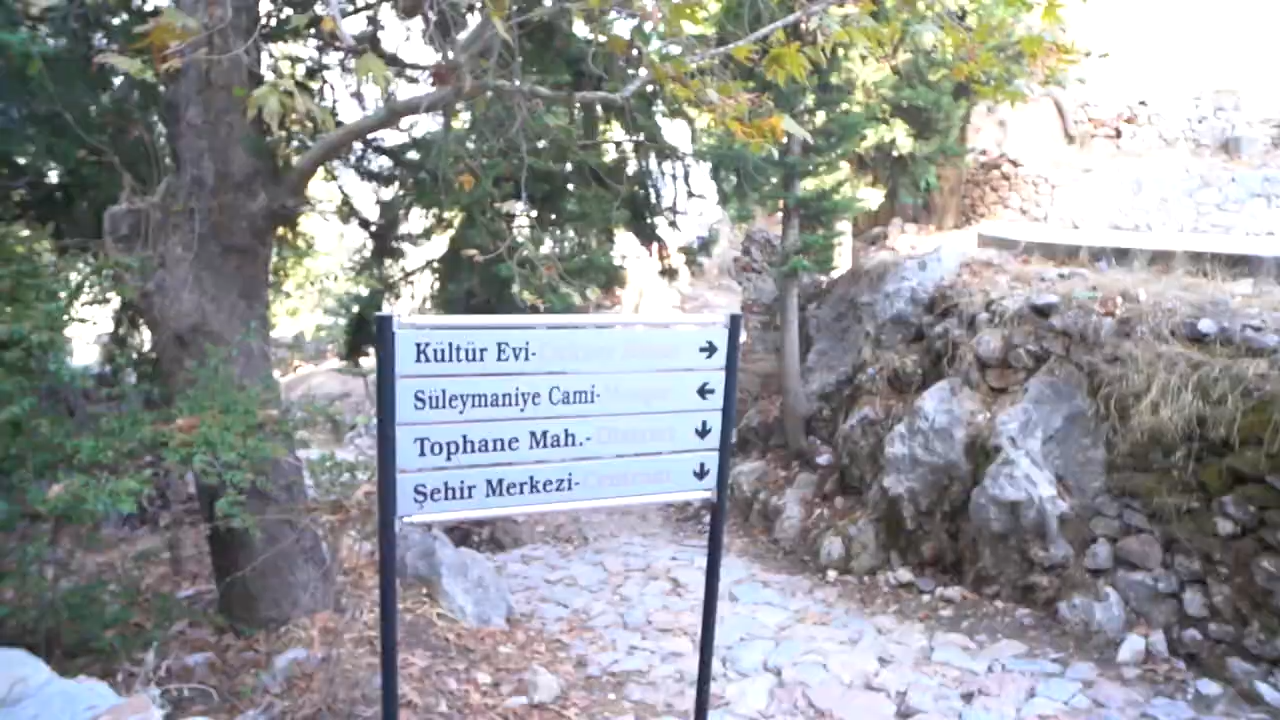 Kültür Evi- →
Süleymaniye Cami- ←
Tophane Mah.- ↓
Şehir Merkezi- ↓